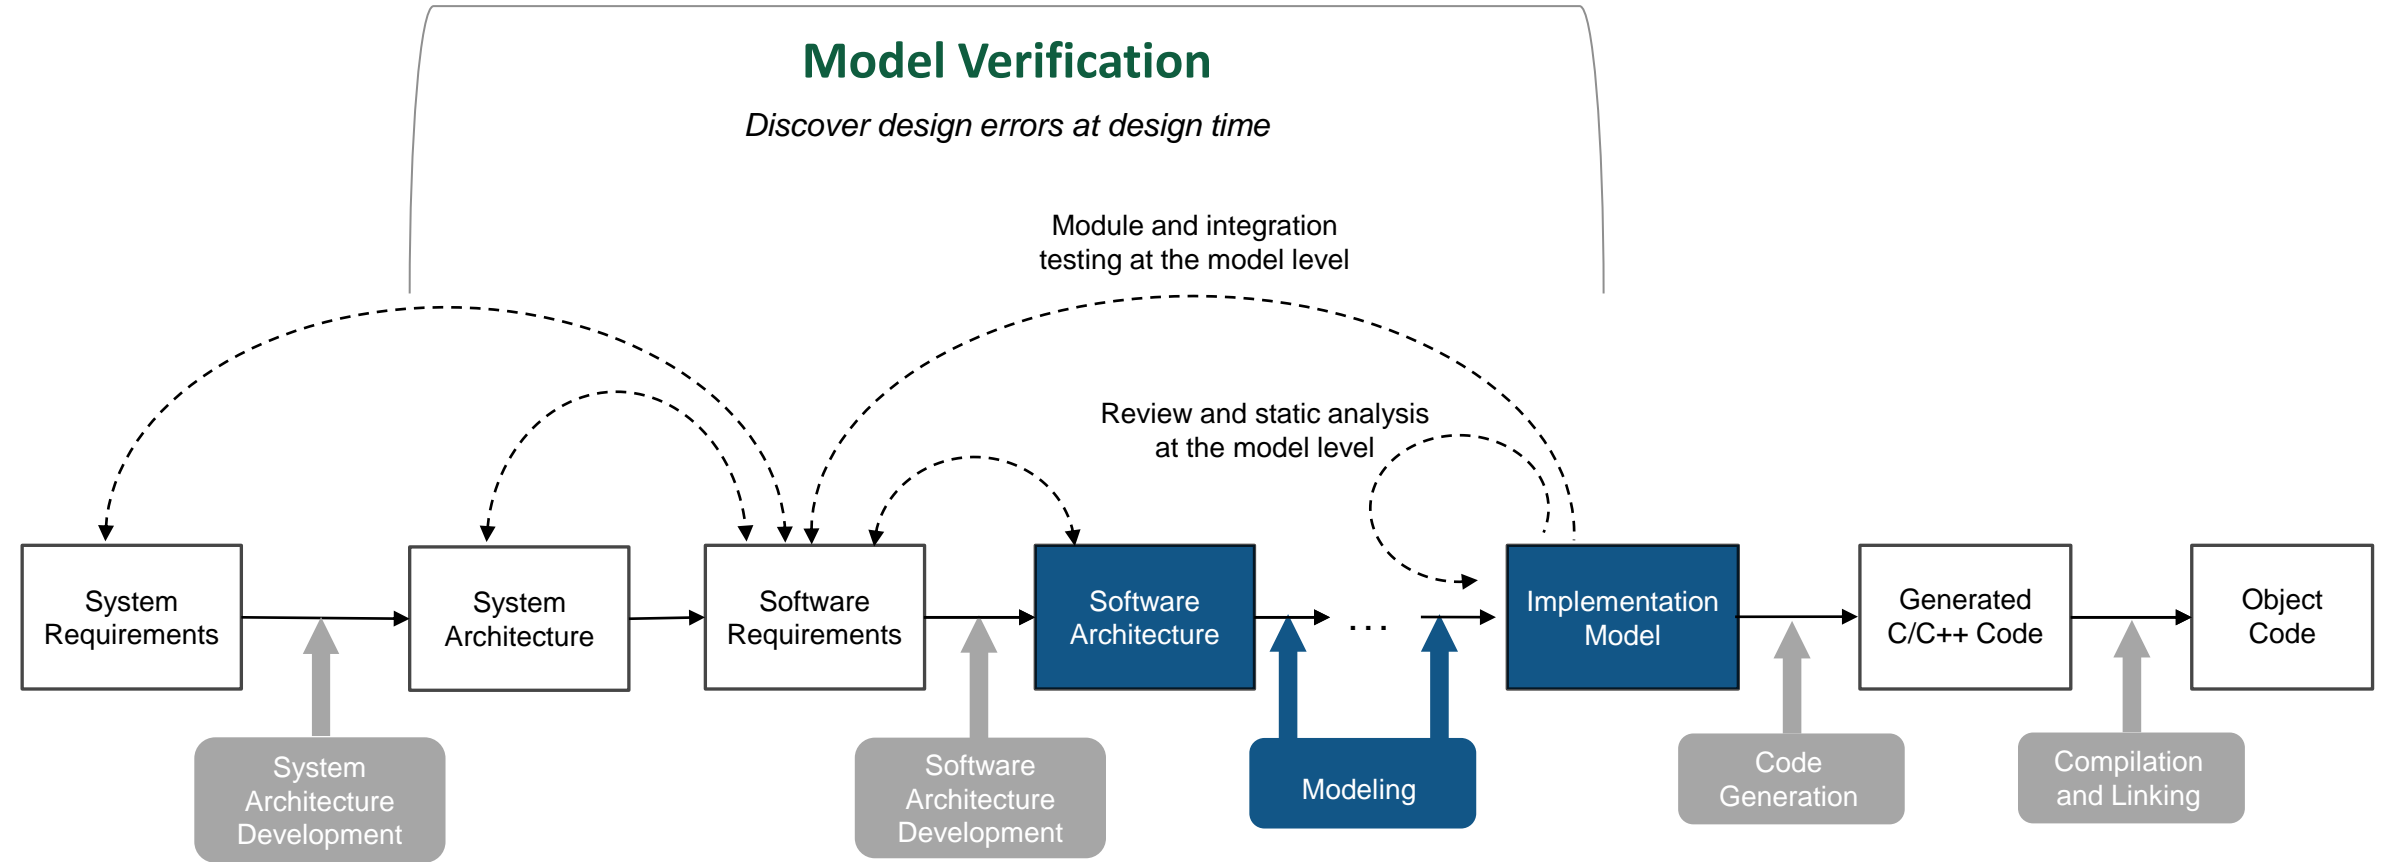 Model Verification
Discover design errors at design time
Module and integration
testing at the model level
Review and static analysis
at the model level
System
Requirements
System
Architecture
Software
Requirements
Software
Architecture
...
Implementation
Model
Generated
C/C++ Code
Object
Code
System
Architecture
Development
Software
Architecture
Development
Modeling
Code
Generation
Compilation
and Linking